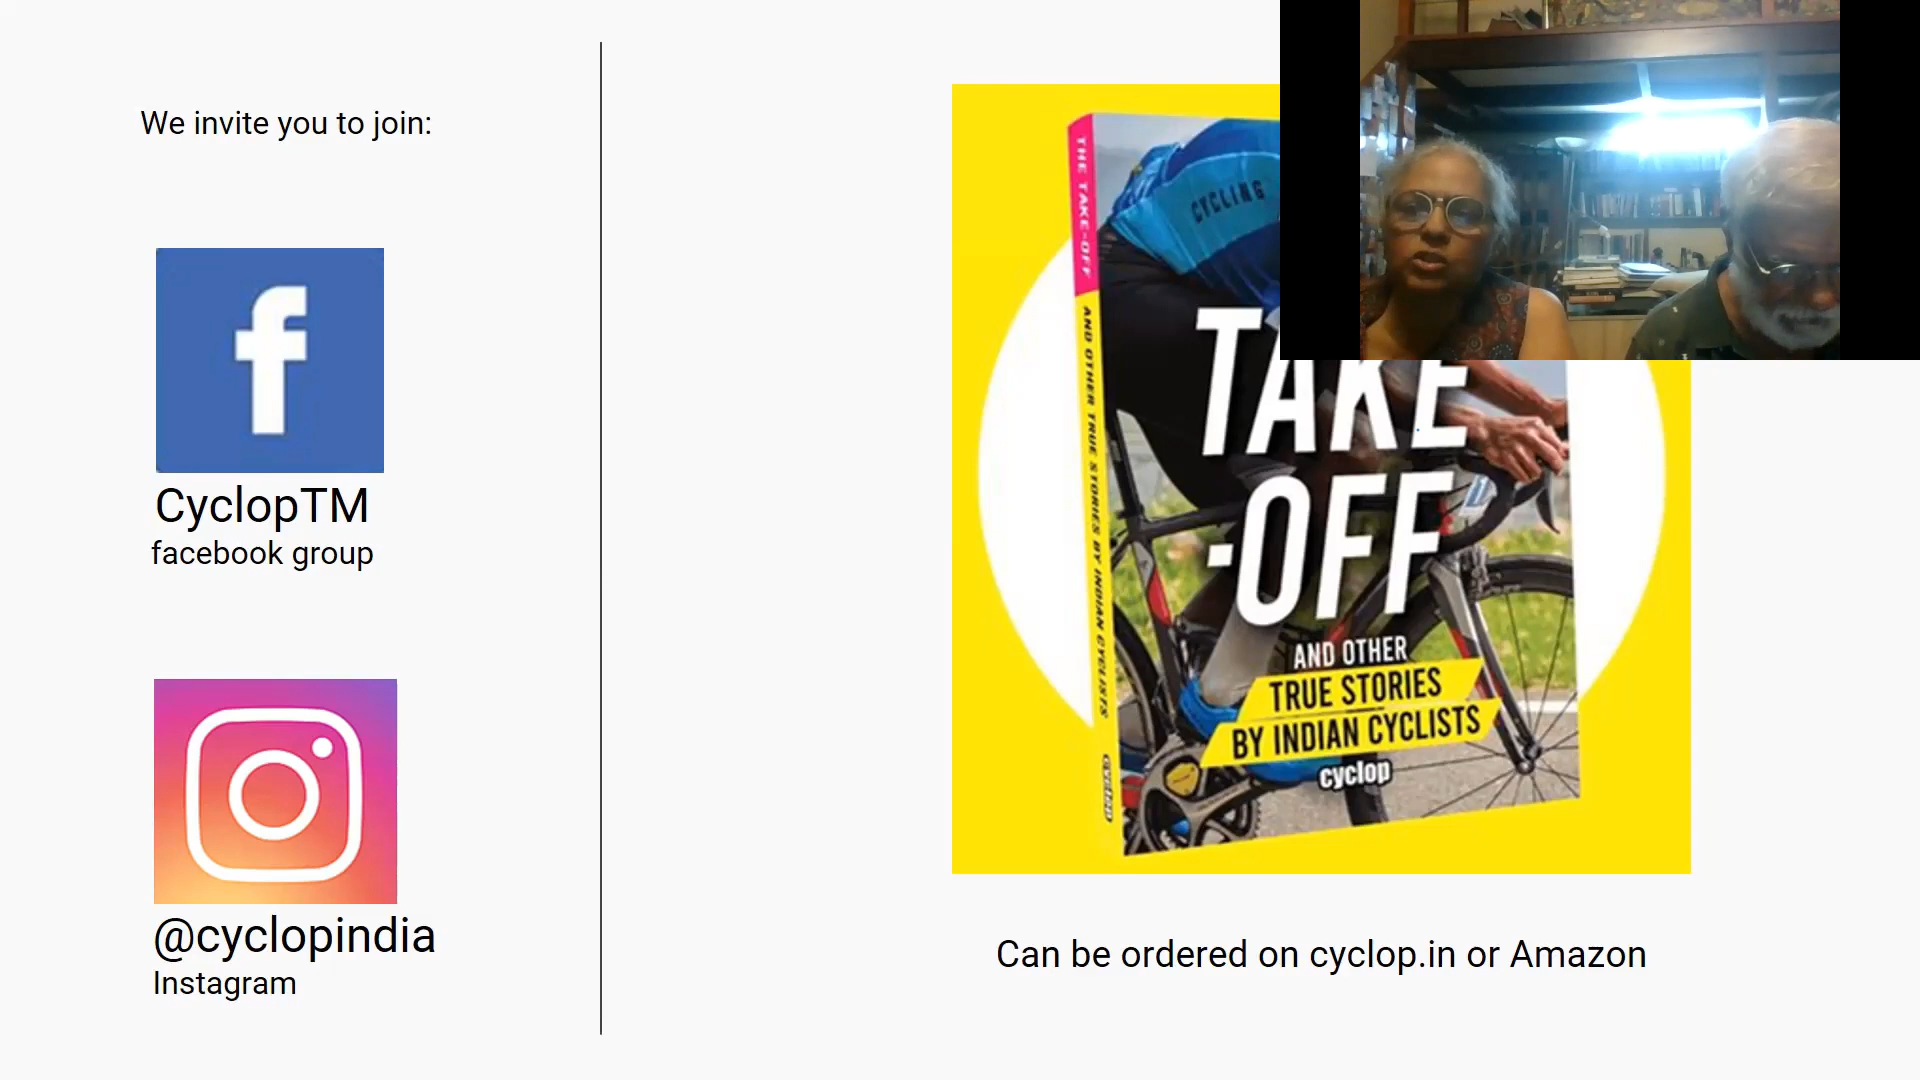 We invite you to join:
CyclopTM
facebook group
@cyclopindia
Instagram
THE TAKE-OFF
AND OTHER TRUE STORIES BY INDIAN CYCLISTS
cyclop
CYCLING
TAKE
-OFF
AND OTHER
TRUE STORIES
BY INDIAN CYCLISTS
cyclop
Can be ordered on cyclop.in or Amazon